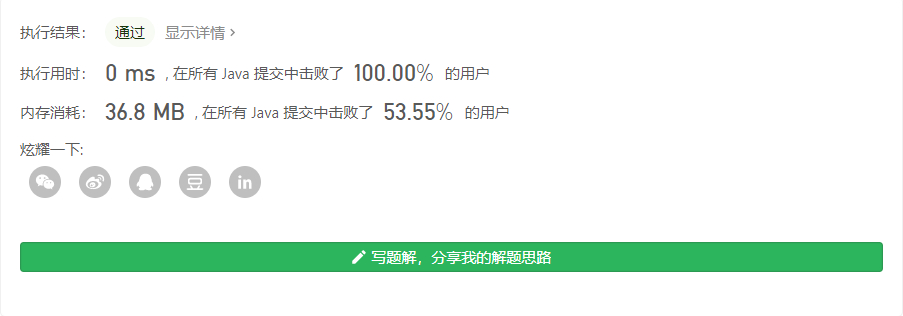 执行结果： 通过 显示详情 ›
执行用时： 0 ms , 在所有 Java 提交中击败了 100.00% 的用户
内存消耗： 36.8 MB , 在所有 Java 提交中击败了 53.55% 的用户
炫耀一下:
豆 in
写题解，分享我的解题思路